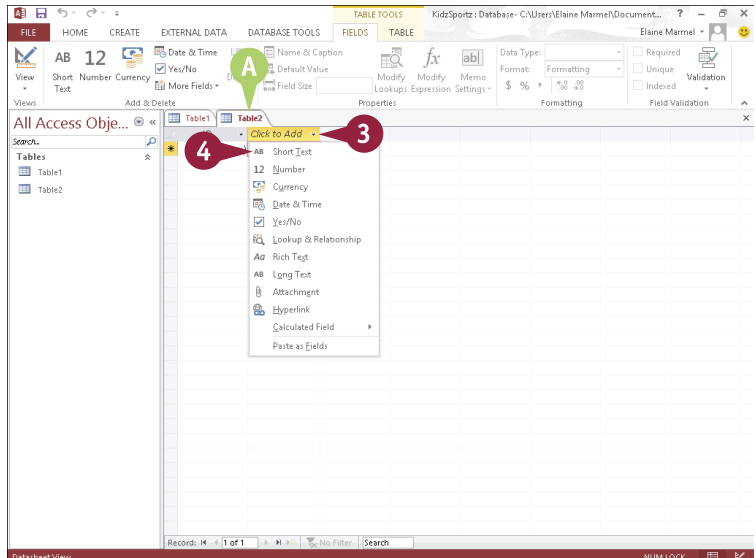 TABLE TOOLS
KidzSportz : Database- C:\Users\Elaine Marmel\Document...
?
FILE HOME CREATE EXTERNAL DATA DATABASE TOOLS FIELDS TABLE
Elaine Marmel
View
Views
AB
Short Text
12
Number
Currency
Date & Time
Yes/No
More Fields
Add & Delete
Name & Caption
Default Value
Field Size
Modify Lookups
fx
Modify Expression
ab
Memo Settings
Properties
Data Type:
Format: Formatting
$ % ,
Formatting
Required
Unique
Indexed
Validation
Field Validation
All Access Obje...
Search...
Tables
Table1
Table2
A
Table1
Table2
Click to Add
3
4
AB Short Text
12 Number
Currency
Date & Time
Yes/No
Lookup & Relationship
Aa Rich Text
AB Long Text
Attachment
Hyperlink
Calculated Field
Paste as Fields
Record: 1 of 1 No Filter Search
Datasheet View
NUM LOCK